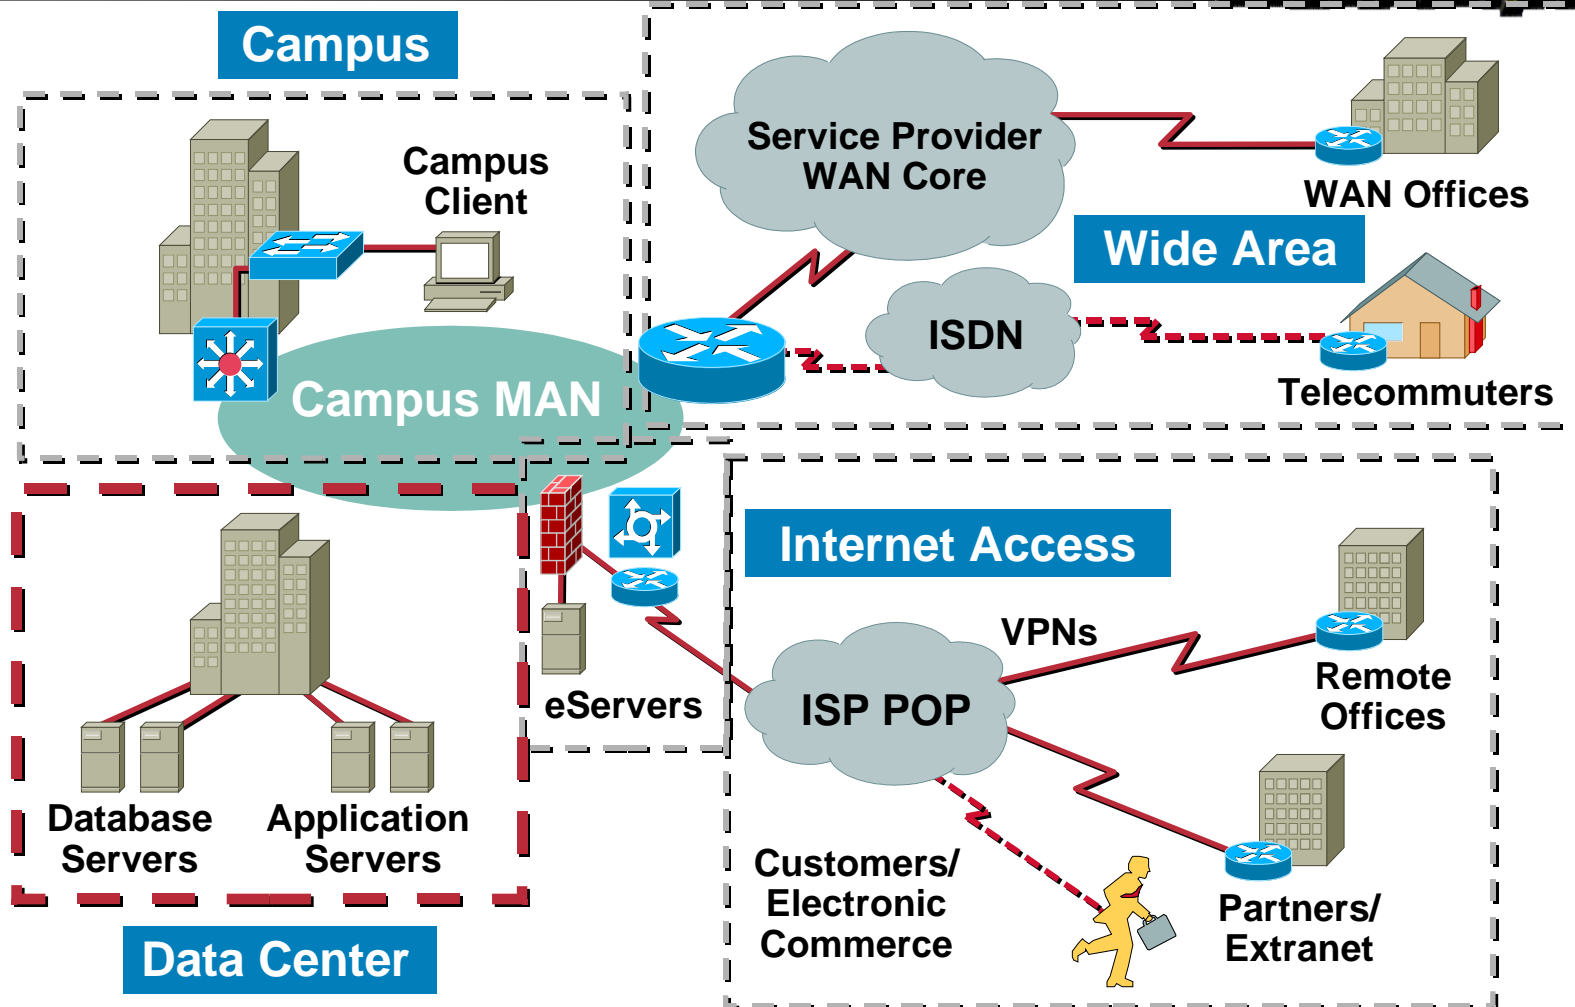 Campus
Campus
Client
Campus MAN
Service Provider
WAN Core
WAN Offices
Wide Area
ISDN
Telecommuters
Internet Access
VPNs
ISP POP
Remote
Offices
Customers/
Electronic
Commerce
Partners/
Extranet
eServers
Database
Servers
Application
Servers
Data Center